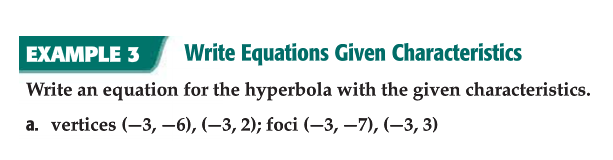 EXAMPLE 3 Write Equations Given Characteristics
Write an equation for the hyperbola with the given characteristics.
a. vertices (−3, −6), (−3, 2); foci (−3, −7), (−3, 3)